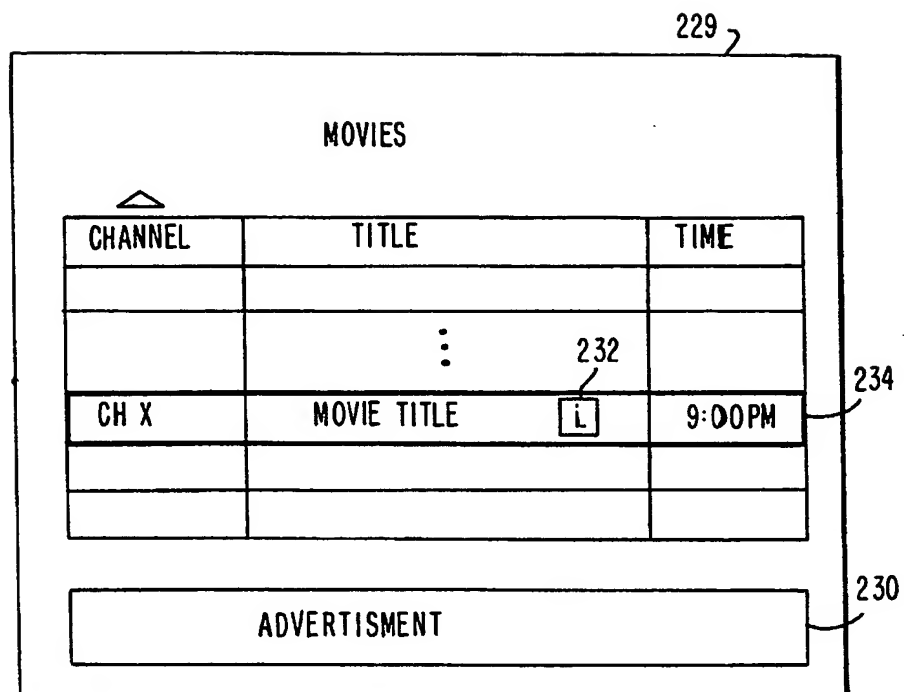 229
MOVIES
CHANNEL TITLE TIME
232
234
CH X MOVIE TITLE i 9:00PM
230
ADVERTISMENT